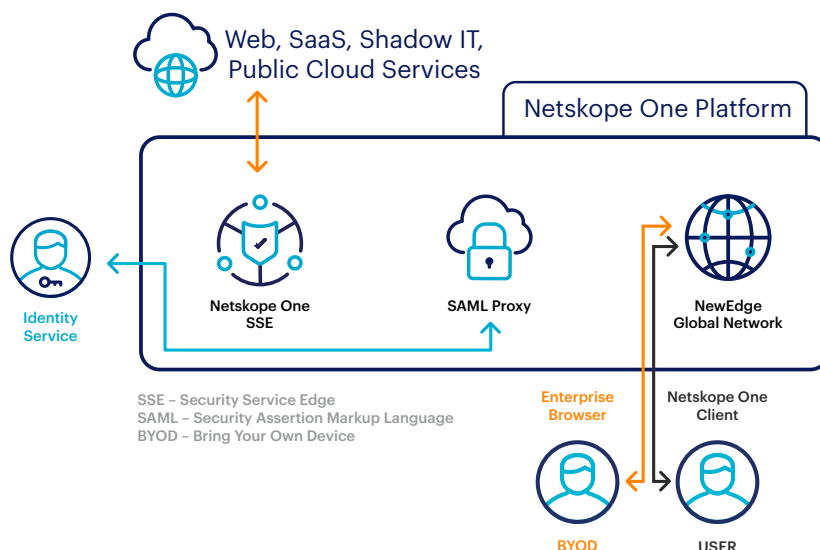 Web, SaaS, Shadow IT,
Public Cloud Services
Netskope One Platform
Identity
Service
Netskope One
SSE
SAML Proxy
NewEdge
Global Network
SSE – Security Service Edge
SAML – Security Assertion Markup Language
BYOD – Bring Your Own Device
Enterprise
Browser
Netskope One
Client
BYOD
USER